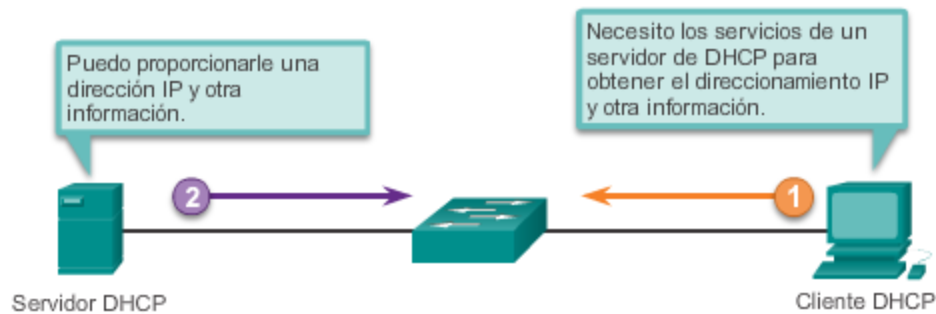 Puedo proporcionarle una
dirección IP y otra
información.
Necesito los servicios de un
servidor de DHCP para
obtener el direccionamiento IP
y otra información.
2
1
Servidor DHCP
Cliente DHCP